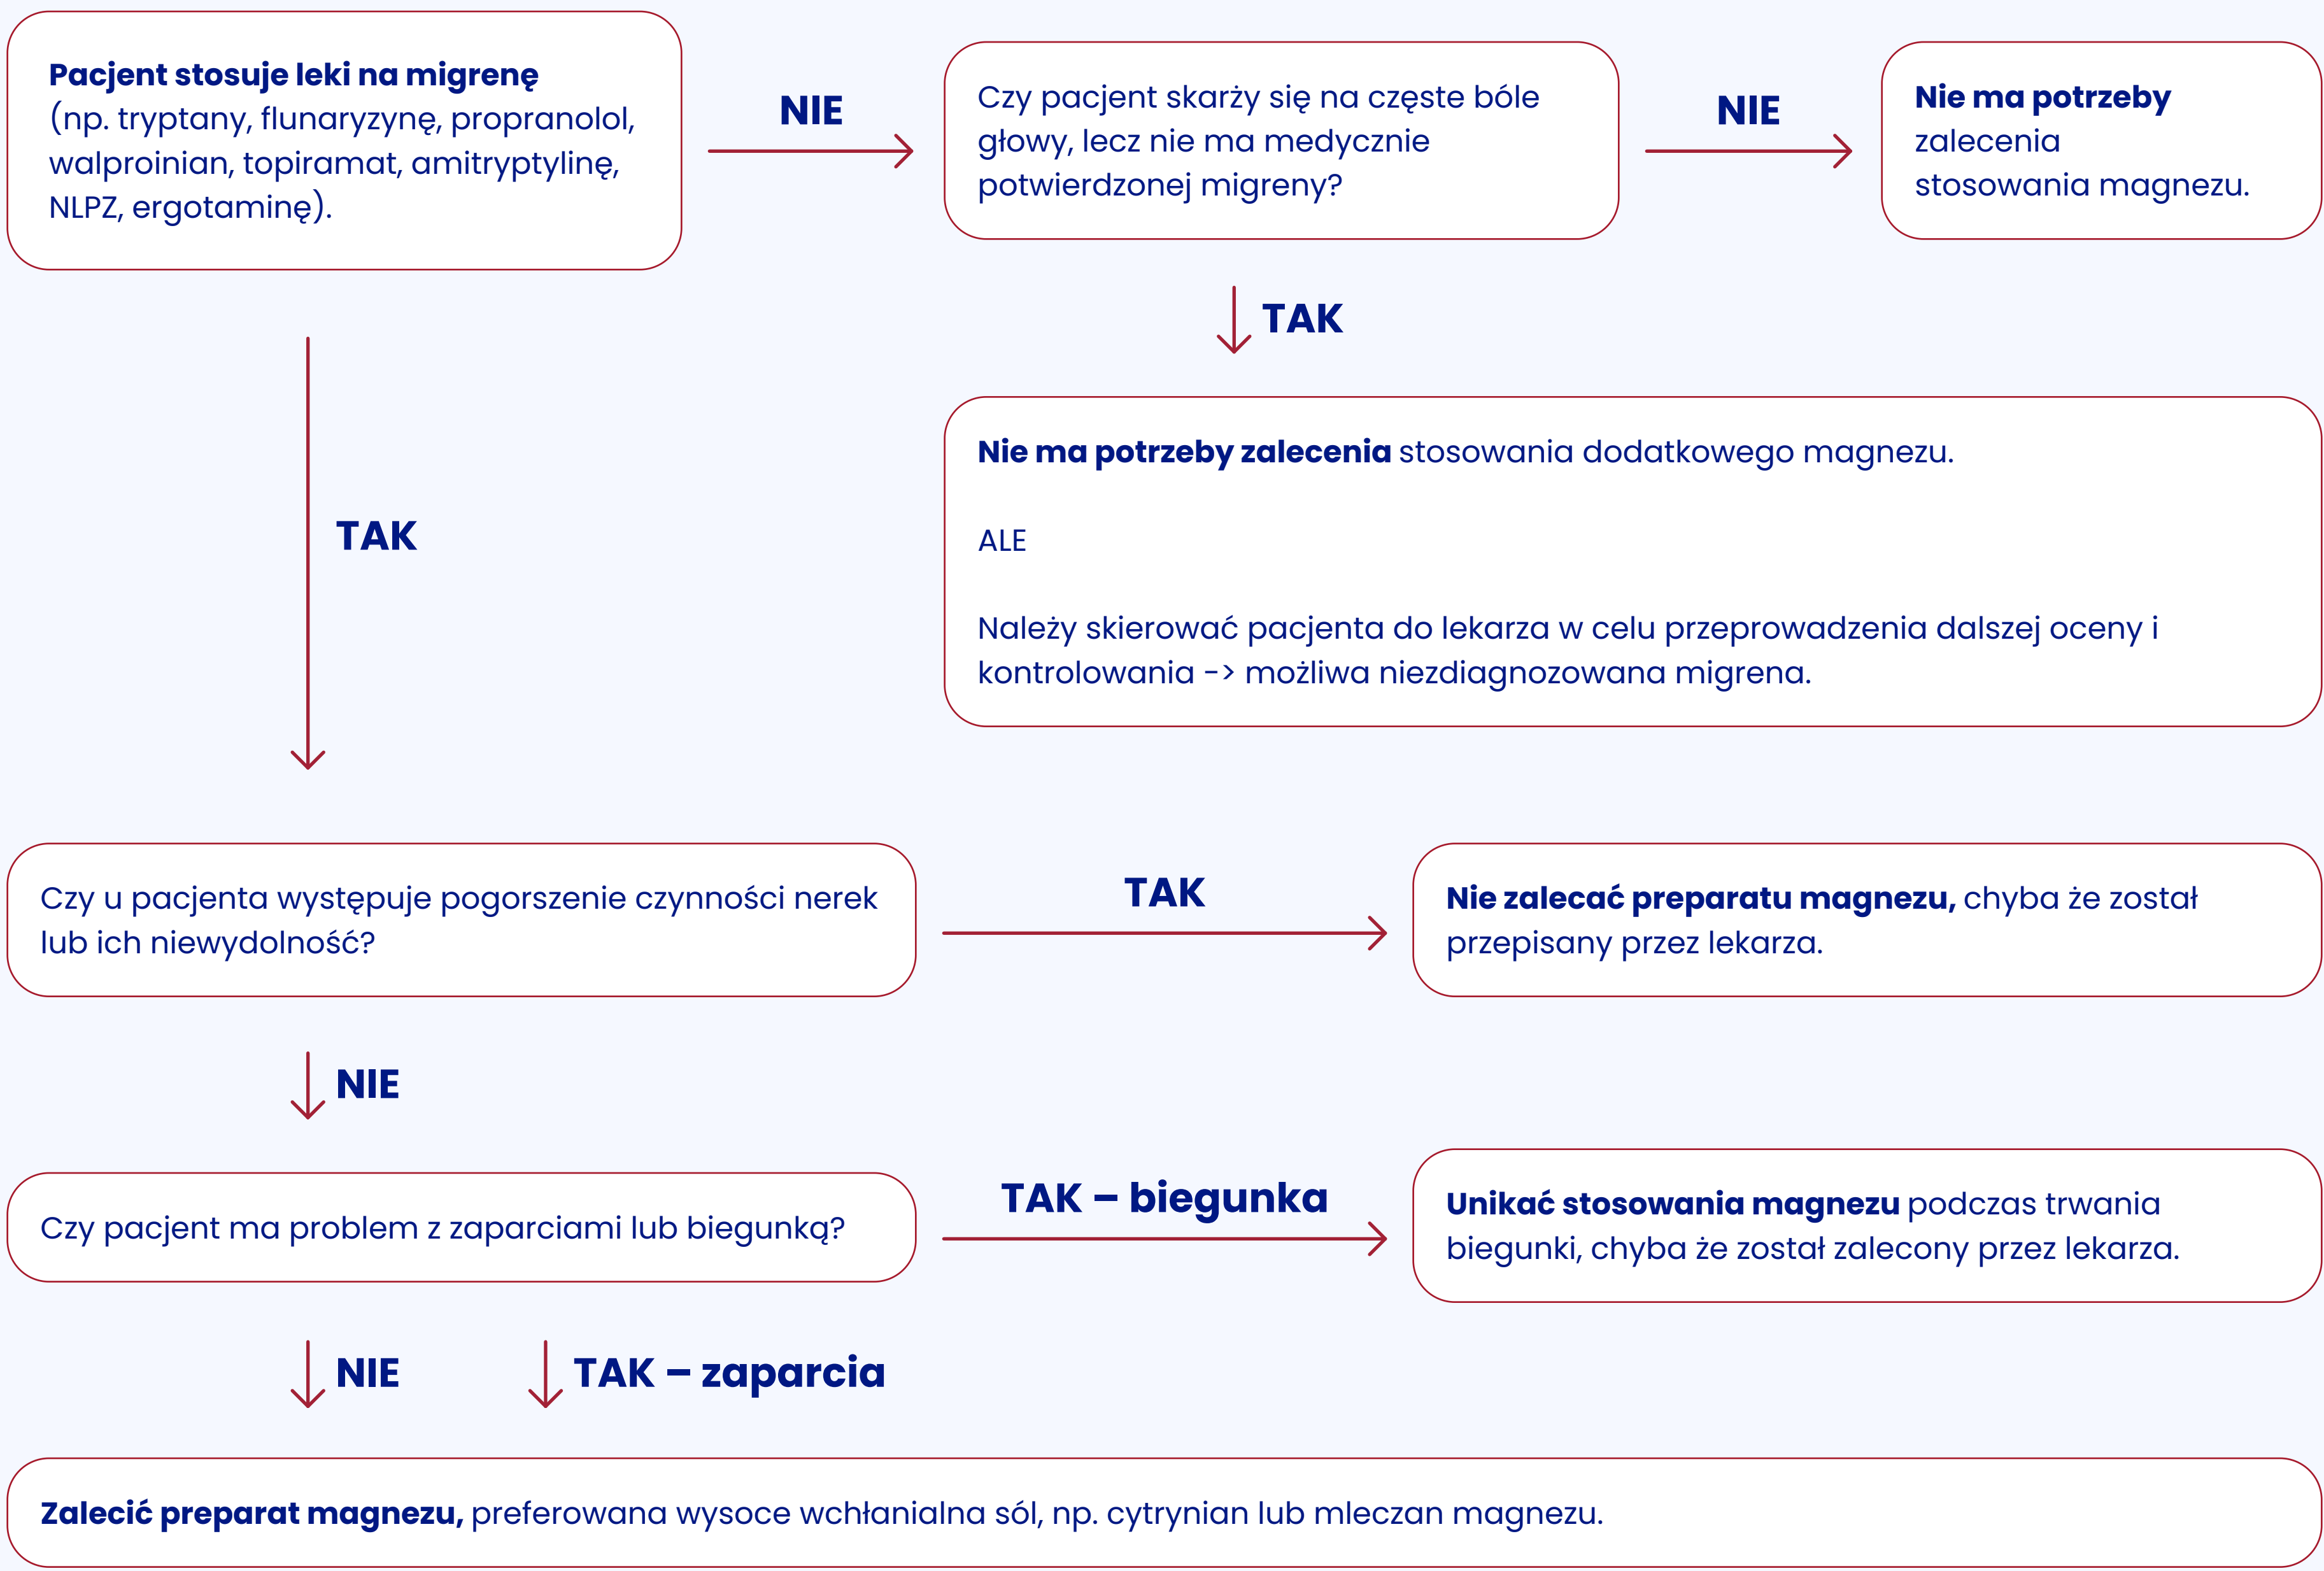 Pacjent stosuje leki na migrenę
(np. tryptany, flunaryzynę, propranolol,
walproinian, topiramat, amitryptylinę,
NLPZ, ergotaminę).
NIE
Czy pacjent skarży się na częste bóle
głowy, lecz nie ma medycznie
potwierdzonej migreny?
NIE
Nie ma potrzeby
zalecenia
stosowania magnezu.
TAK
Nie ma potrzeby zalecenia stosowania dodatkowego magnezu.
ALE
Należy skierować pacjenta do lekarza w celu przeprowadzenia dalszej oceny i
kontrolowania -> możliwa niezdiagnozowana migrena.
TAK
Czy u pacjenta występuje pogorszenie czynności nerek
lub ich niewydolność?
TAK
Nie zalecać preparatu magnezu, chyba że został
przepisany przez lekarza.
NIE
Czy pacjent ma problem z zaparciami lub biegunką?
TAK – biegunka
Unikać stosowania magnezu podczas trwania
biegunki, chyba że został zalecony przez lekarza.
NIE
TAK – zaparcia
Zalecić preparat magnezu, preferowana wysoce wchłanialna sól, np. cytrynian lub mleczan magnezu.